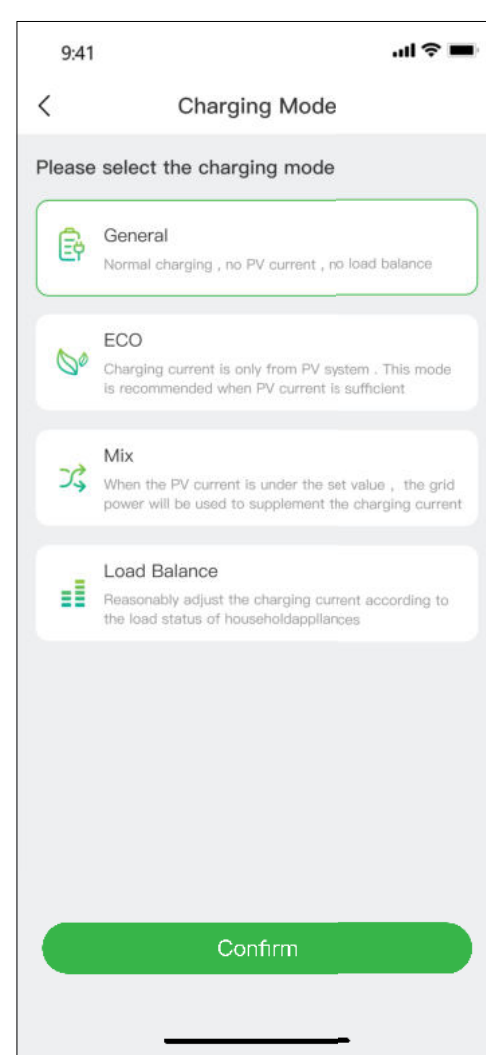 9:41
Charging Mode
Please select the charging mode
General
Normal charging , no PV current , no load balance
ECO
Charging current is only from PV system . This mode
is recommended when PV current is sufficient
Mix
When the PV current is under the set value , the grid
power will be used to supplement the charging current
Load Balance
Reasonably adjust the charging current according to
the load status of householdappliances
Confirm